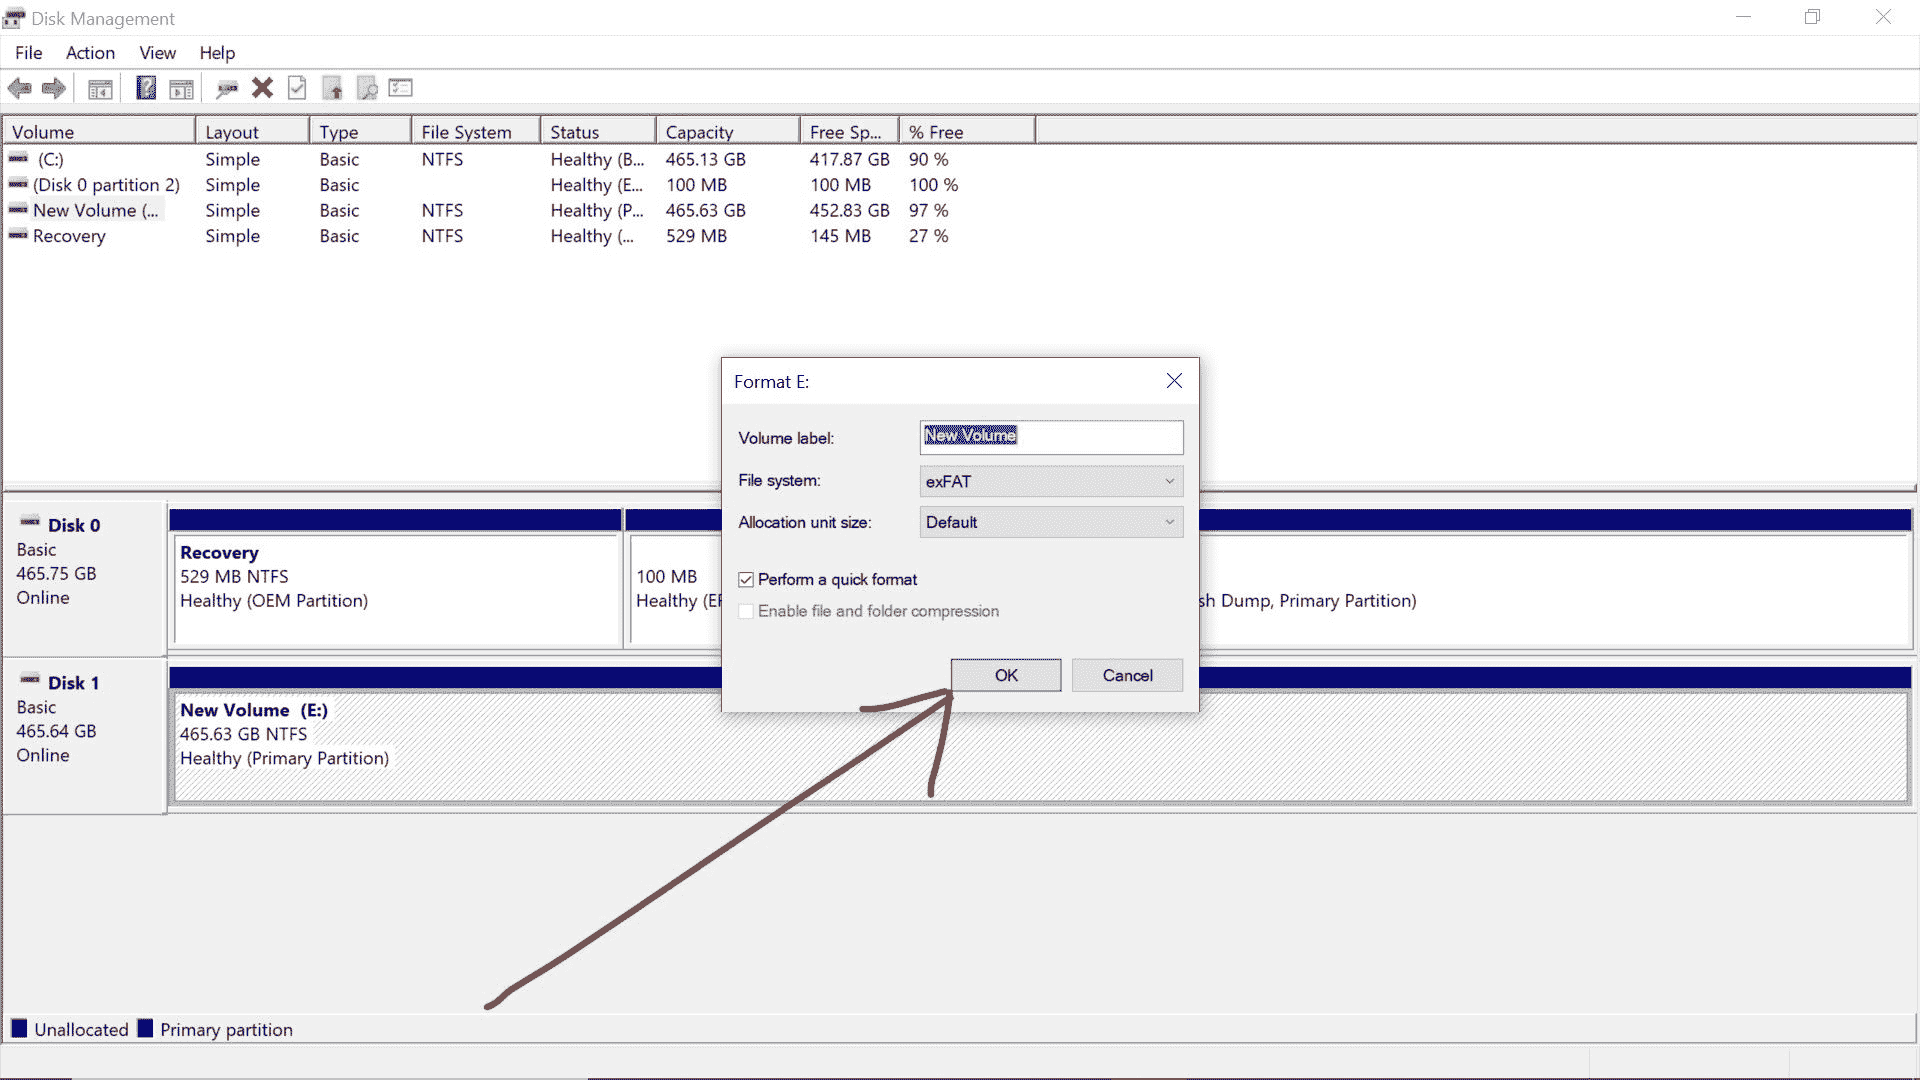 Disk Management
File Action View Help
Volume Layout Type File System Status Capacity Free Sp... % Free
(C:) Simple Basic NTFS Healthy (B... 465.13 GB 417.87 GB 90 %
(Disk 0 partition 2) Simple Basic Healthy (E... 100 MB 100 MB 100 %
New Volume (... Simple Basic NTFS Healthy (P... 465.63 GB 452.83 GB 97 %
Recovery Simple Basic NTFS Healthy (... 529 MB 145 MB 27 %
Format E:
Volume label: New Volume
File system: exFAT
Allocation unit size: Default
Perform a quick format
Enable file and folder compression
OK Cancel
Disk 0
Basic
465.75 GB
Online
Recovery
529 MB NTFS
Healthy (OEM Partition)
100 MB
Healthy (EF
sh Dump, Primary Partition)
Disk 1
Basic
465.64 GB
Online
New Volume (E:)
465.63 GB NTFS
Healthy (Primary Partition)
Unallocated Primary partition